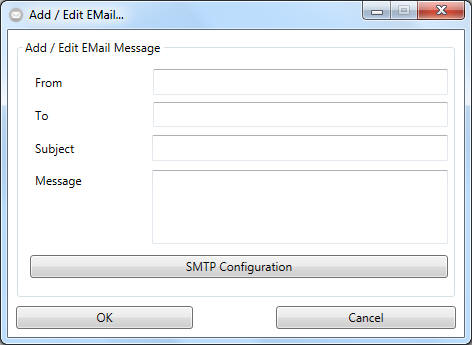 Add / Edit EMail...
Add / Edit EMail Message
From
To
Subject
Message
SMTP Configuration
OK
Cancel